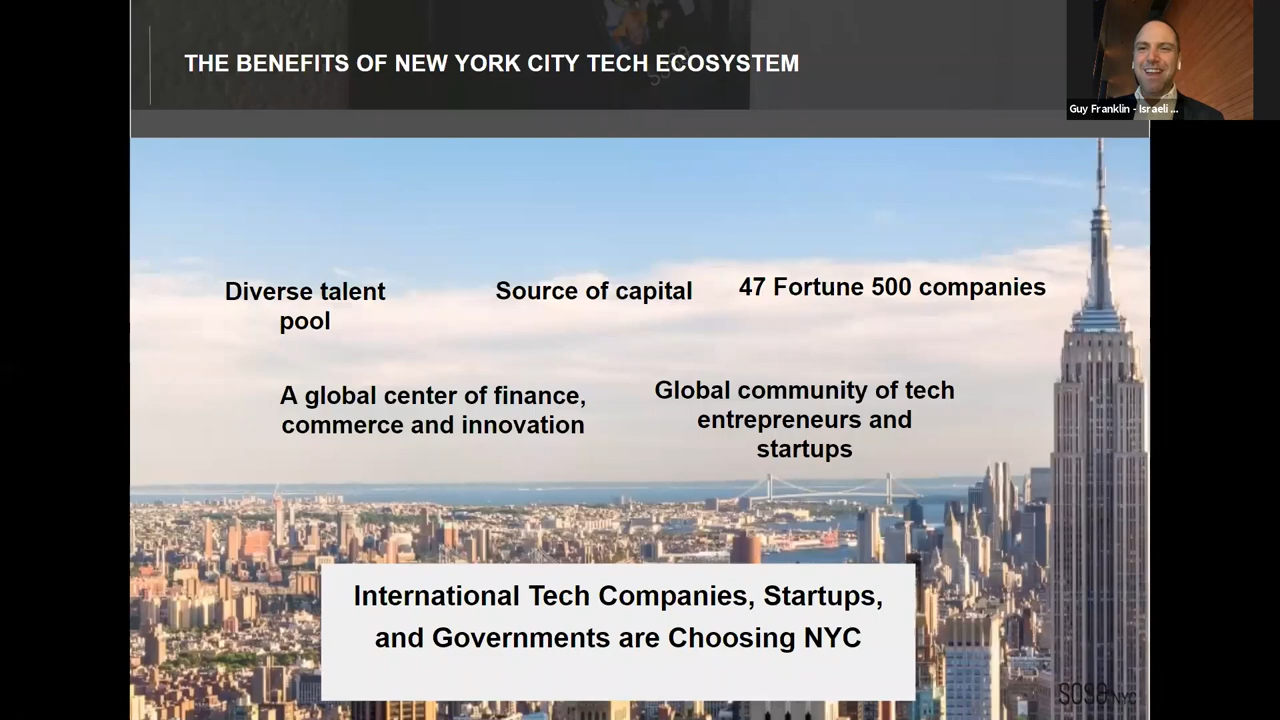 THE BENEFITS OF NEW YORK CITY TECH ECOSYSTEM
Guy Franklin - Israeli ...
Diverse talent
pool
Source of capital
47 Fortune 500 companies
A global center of finance,
commerce and innovation
Global community of tech
entrepreneurs and
startups
International Tech Companies, Startups,
and Governments are Choosing NYC
sosa NYC